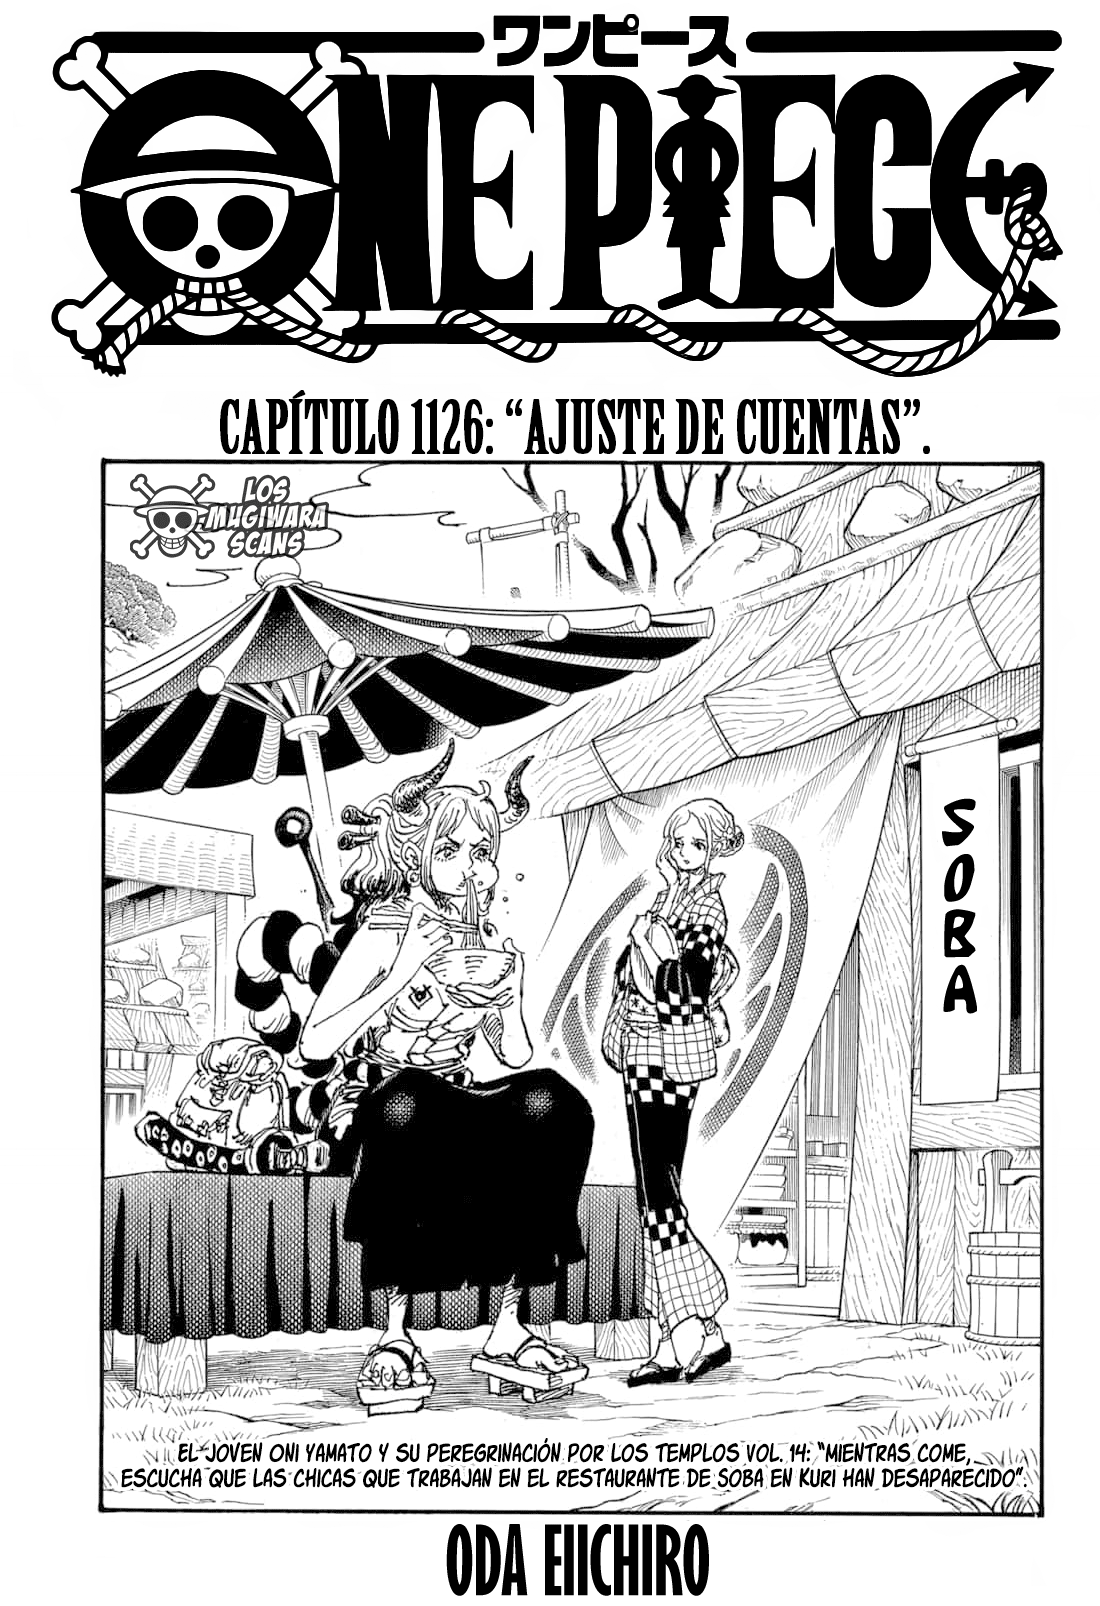 ワンピース
ONE PIECE
CAPÍTULO 1126: “AJUSTE DE CUENTAS”.
LOS
MUGIWARA
SCANS
SOBA
EL JOVEN ONI YAMATO Y SU PEREGRINACIÓN POR LOS TEMPLOS VOL. 14: "MIENTRAS COME,
ESCUCHA QUE LAS CHICAS QUE TRABAJAN EN EL RESTAURANTE DE SOBA EN KURI HAN DESAPARECIDO".
ODA EIICHIRO